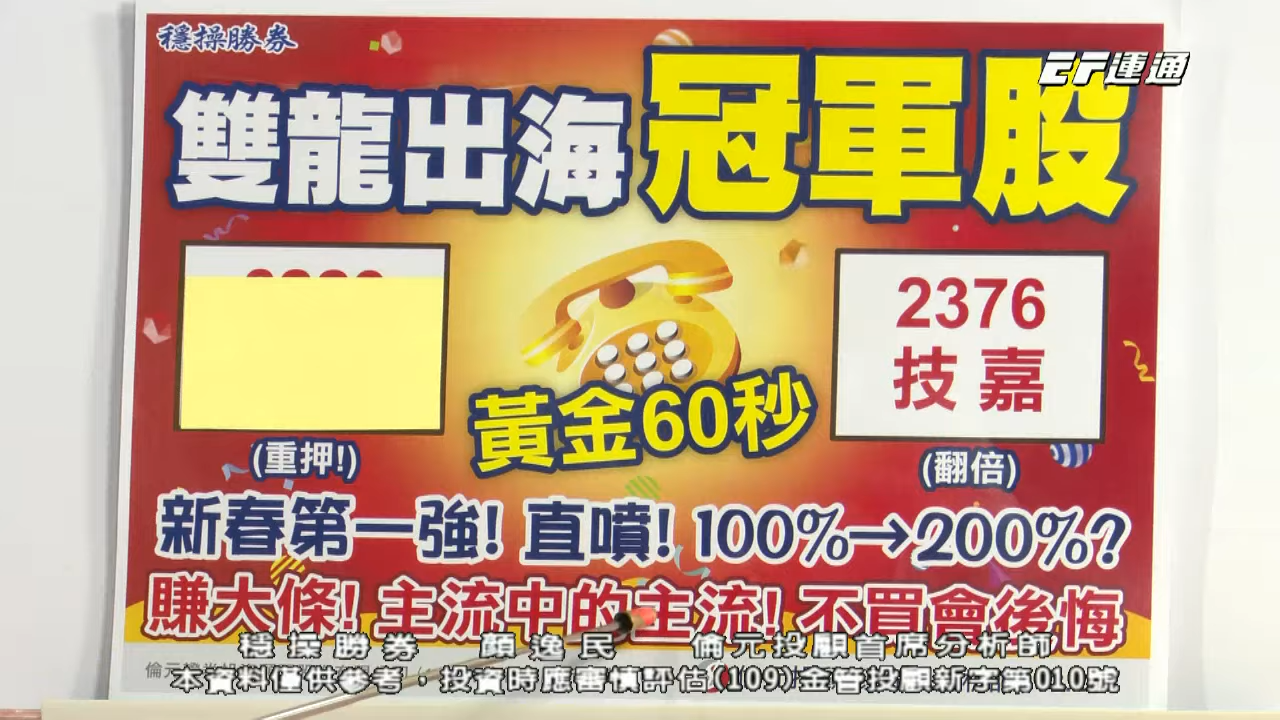 穩操勝券
EF運通
雙龍出海 冠軍股
2376
技嘉
黃金60秒
(重押!)
(翻倍)
新春第一強! 直噴! 100%→200%?
賺大條! 主流中的主流! 不買會後悔
穩操勝券 顏逸民 倫元投顧首席分析師
本資料僅供參考，投資時應審慎評估(109)金管投顧新字第010號